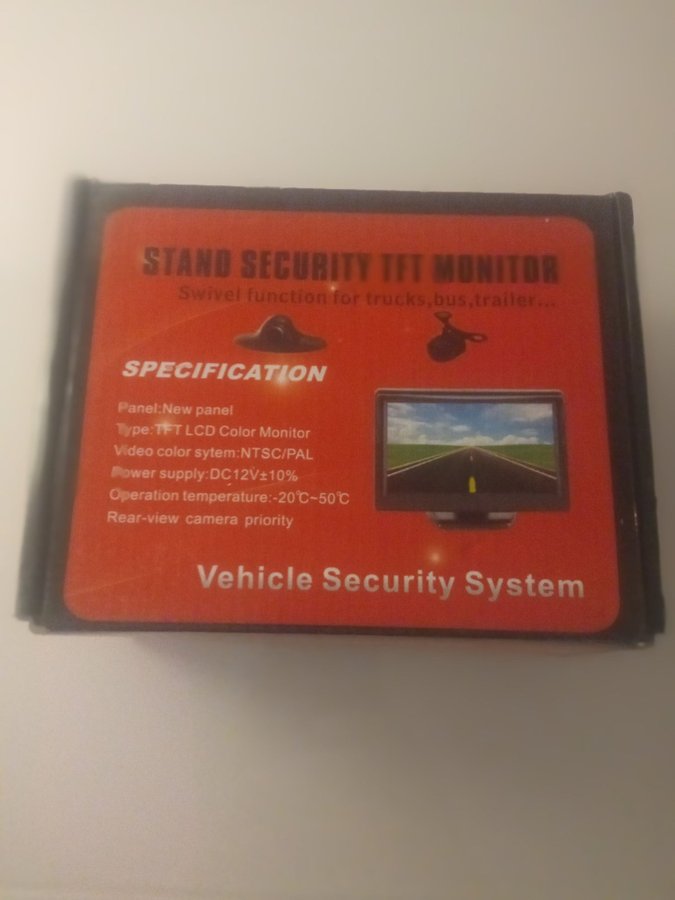 STAND SECURITY TFT MONITOR
Swivel function for trucks,bus,trailer...
SPECIFICATION
Panel:New panel
Type:TFT LCD Color Monitor
Video color sytem:NTSC/PAL
Power supply:DC12V±10%
Operation temperature:-20℃~50℃
Rear-view camera priority
Vehicle Security System